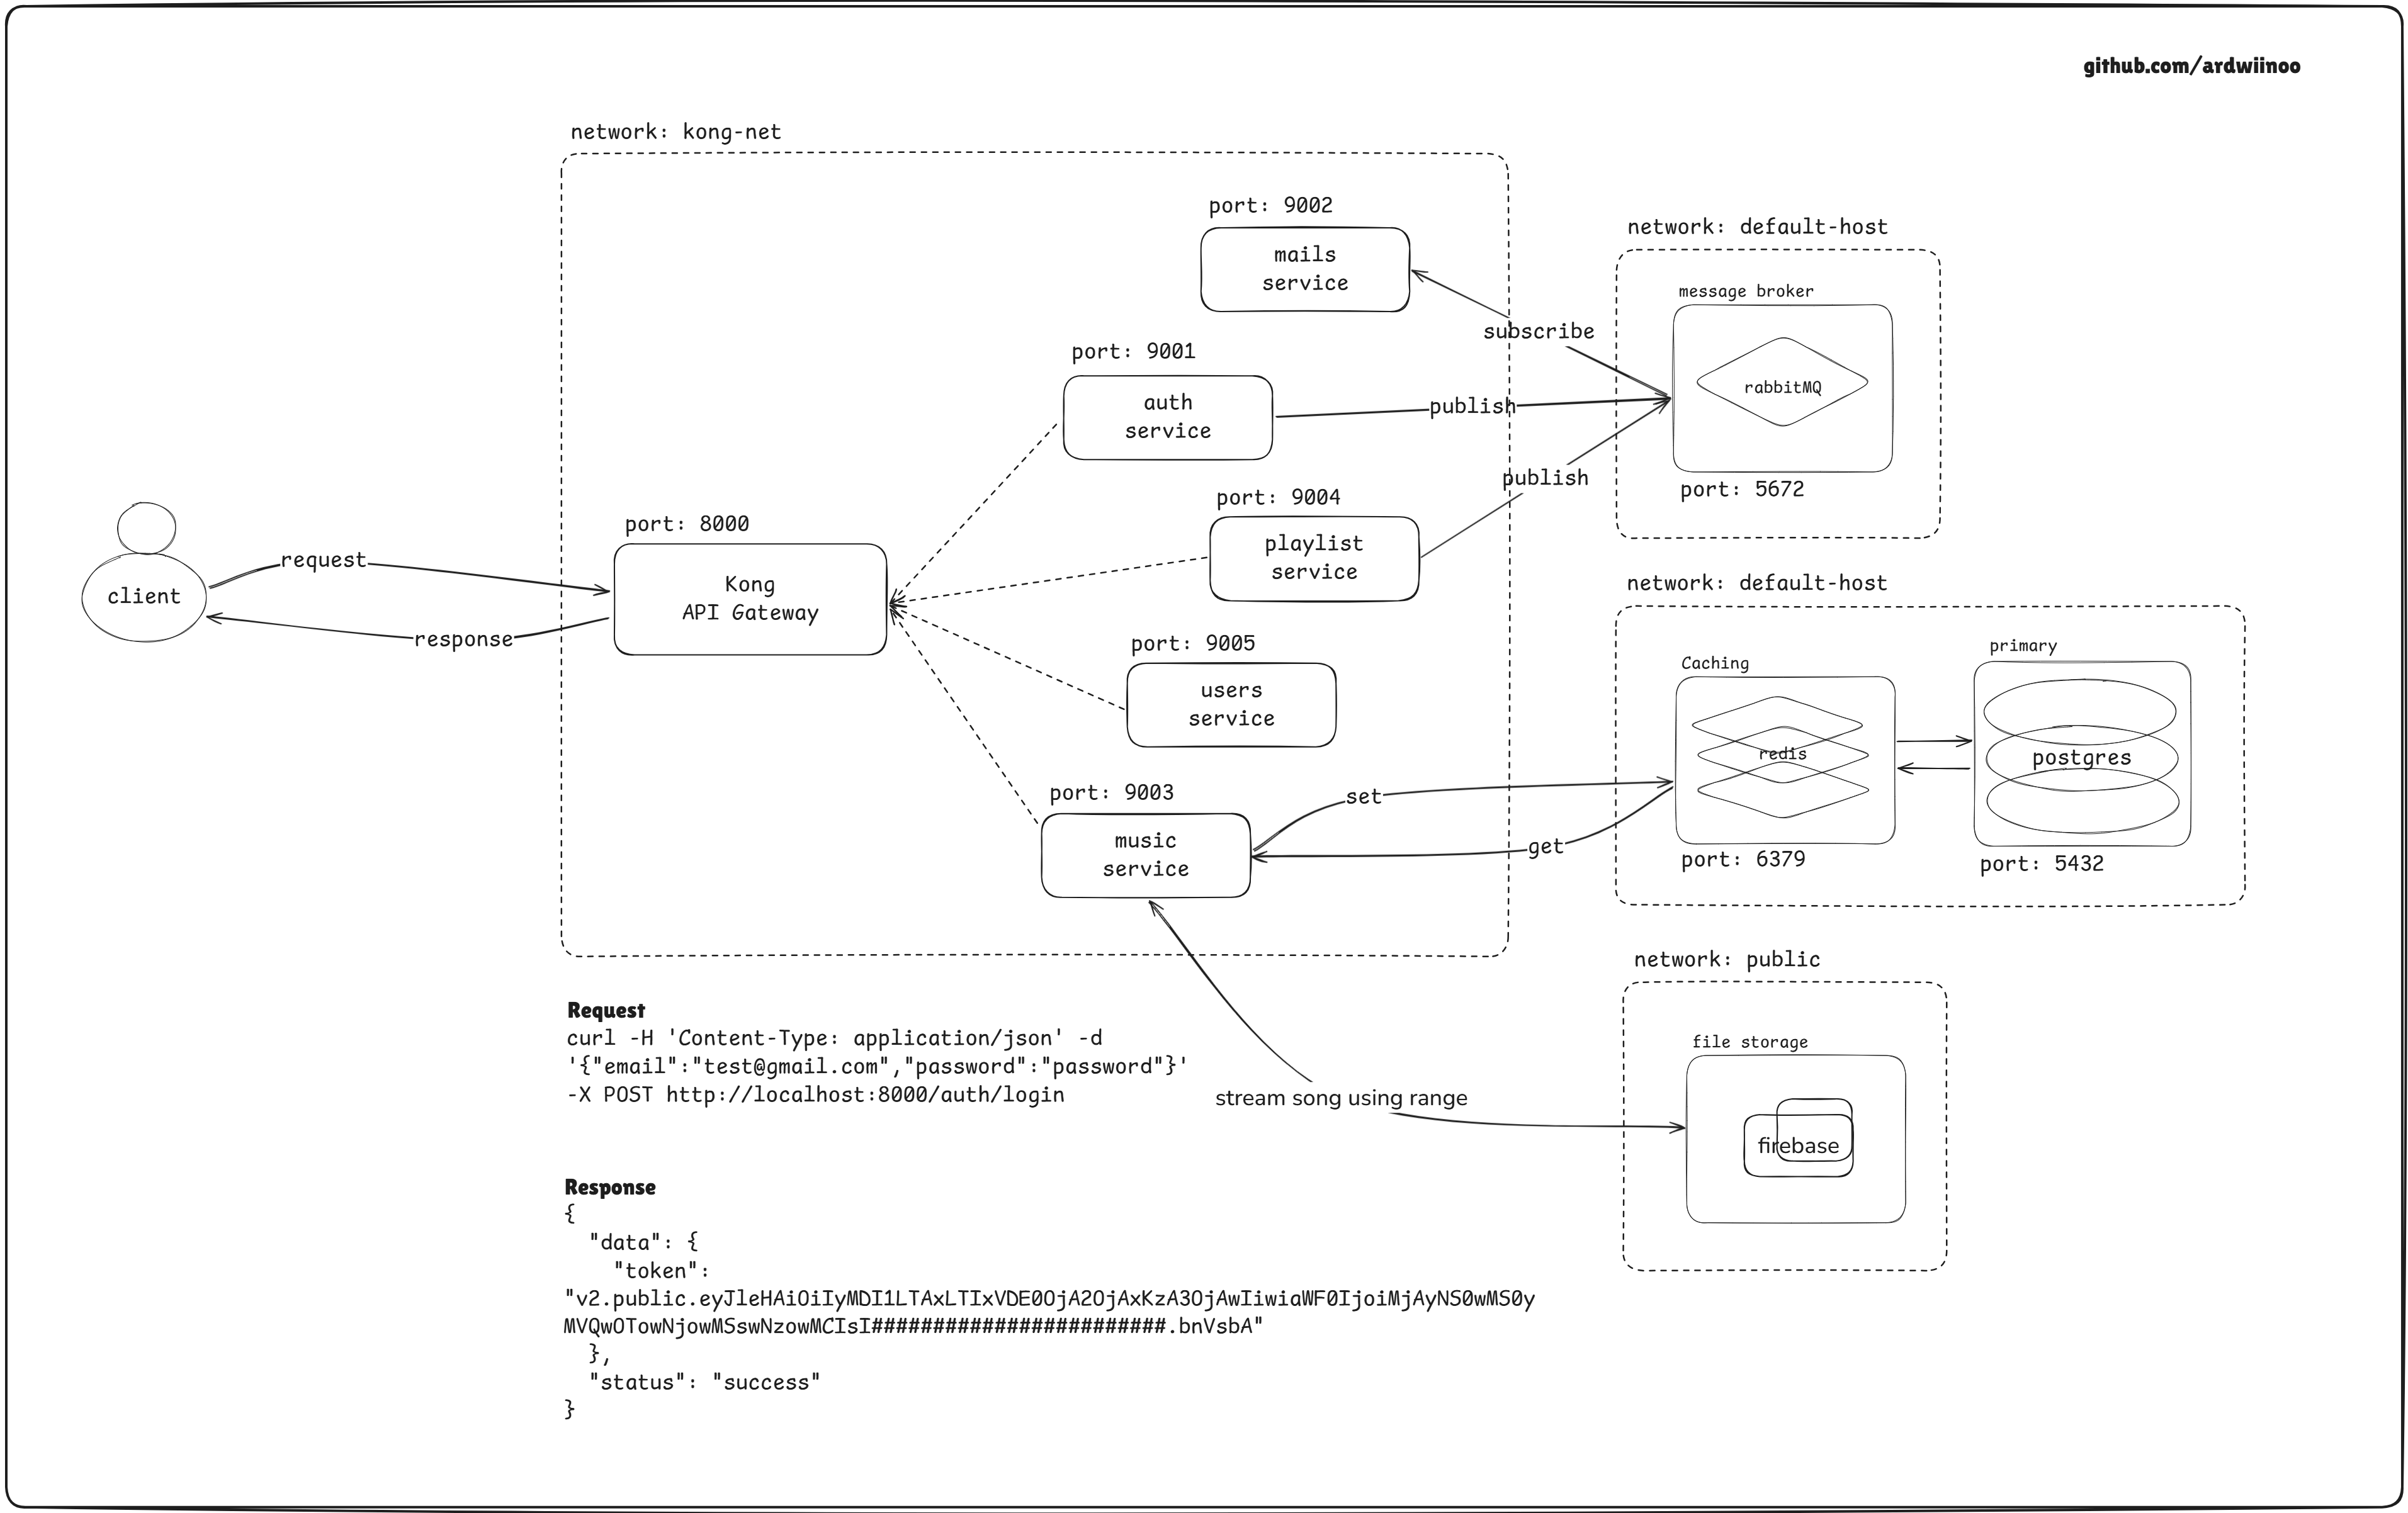 github.com/ardwiinoo
network: kong-net
port: 9002
mails
service
network: default-host
message broker
rabbitMQ
port: 5672
subscribe
port: 9001
auth
service
publish
publish
port: 9004
playlist
service
port: 8000
Kong
API Gateway
request
client
response
network: default-host
port: 9005
users
service
Caching
redis
port: 6379
primary
postgres
port: 5432
port: 9003
music
service
set
get
network: public
file storage
firebase
stream song using range
Request
curl -H 'Content-Type: application/json' -d
'{"email":"test@gmail.com","password":"password"}'
-X POST http://localhost:8000/auth/login
Response
{
"data": {
"token":
"v2.public.eyJleHAiOiIyMDI1LTAxLTIxVDE0OjA2OjAxKzA3OjAwIiwiaWF0IjoiMjAyNS0wMS0y
MVQwOTowNjowMSswNzowMCIsI########################.bnVsbA"
},
"status": "success"
}